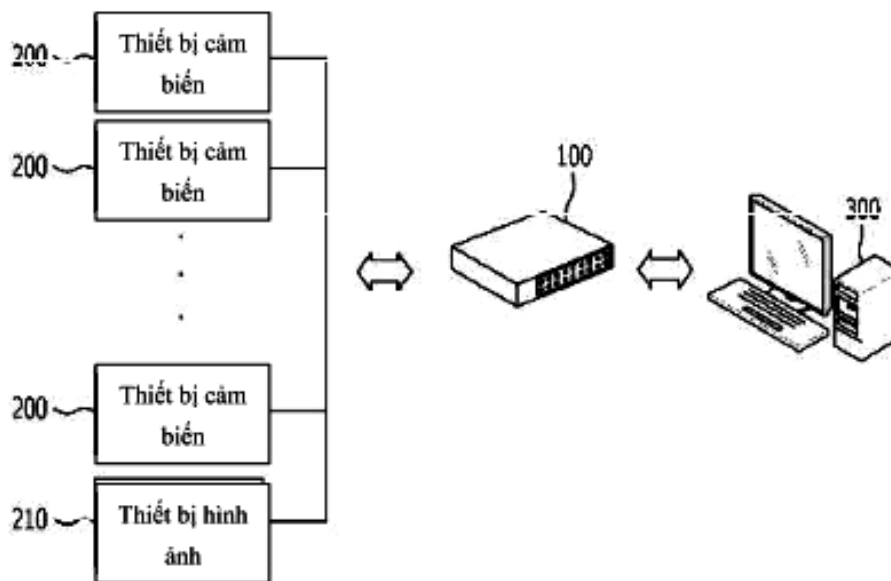 200
Thiết bị cảm
biến
200
Thiết bị cảm
biến
100
300
200
Thiết bị cảm
biến
210
Thiết bị hình
ảnh